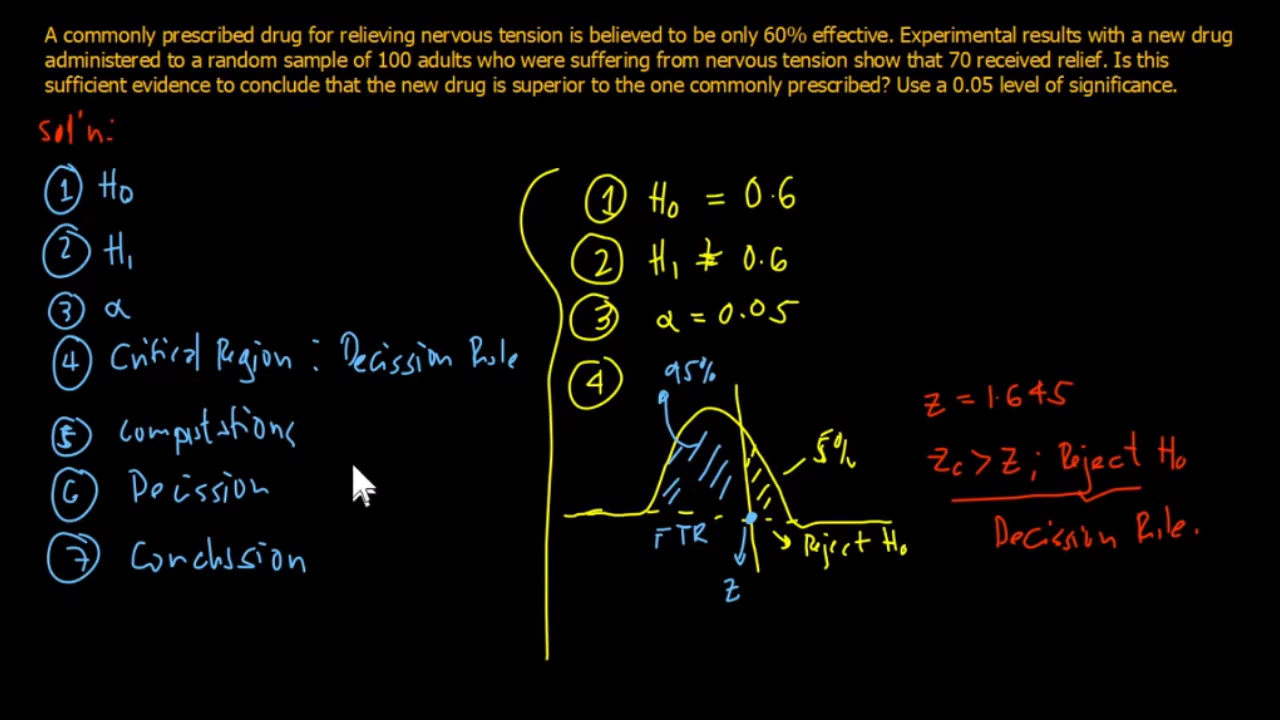 A commonly prescribed drug for relieving nervous tension is believed to be only 60% effective. Experimental results with a new drug
administered to a random sample of 100 adults who were suffering from nervous tension show that 70 received relief. Is this
sufficient evidence to conclude that the new drug is superior to the one commonly prescribed? Use a 0.05 level of significance.
Sol'n:
① H₀
② H₁
③ α
④ Critical Region : Decission Rule
⑤ Computations
⑥ Decission
⑦ Conclussion
① H₀ = 0.6
② H₁ ≠ 0.6
③ α = 0.05
④
95%
5%
FTR
Reject H₀
z
z = 1.645
zc > z ; Reject H₀
Decission Rule.